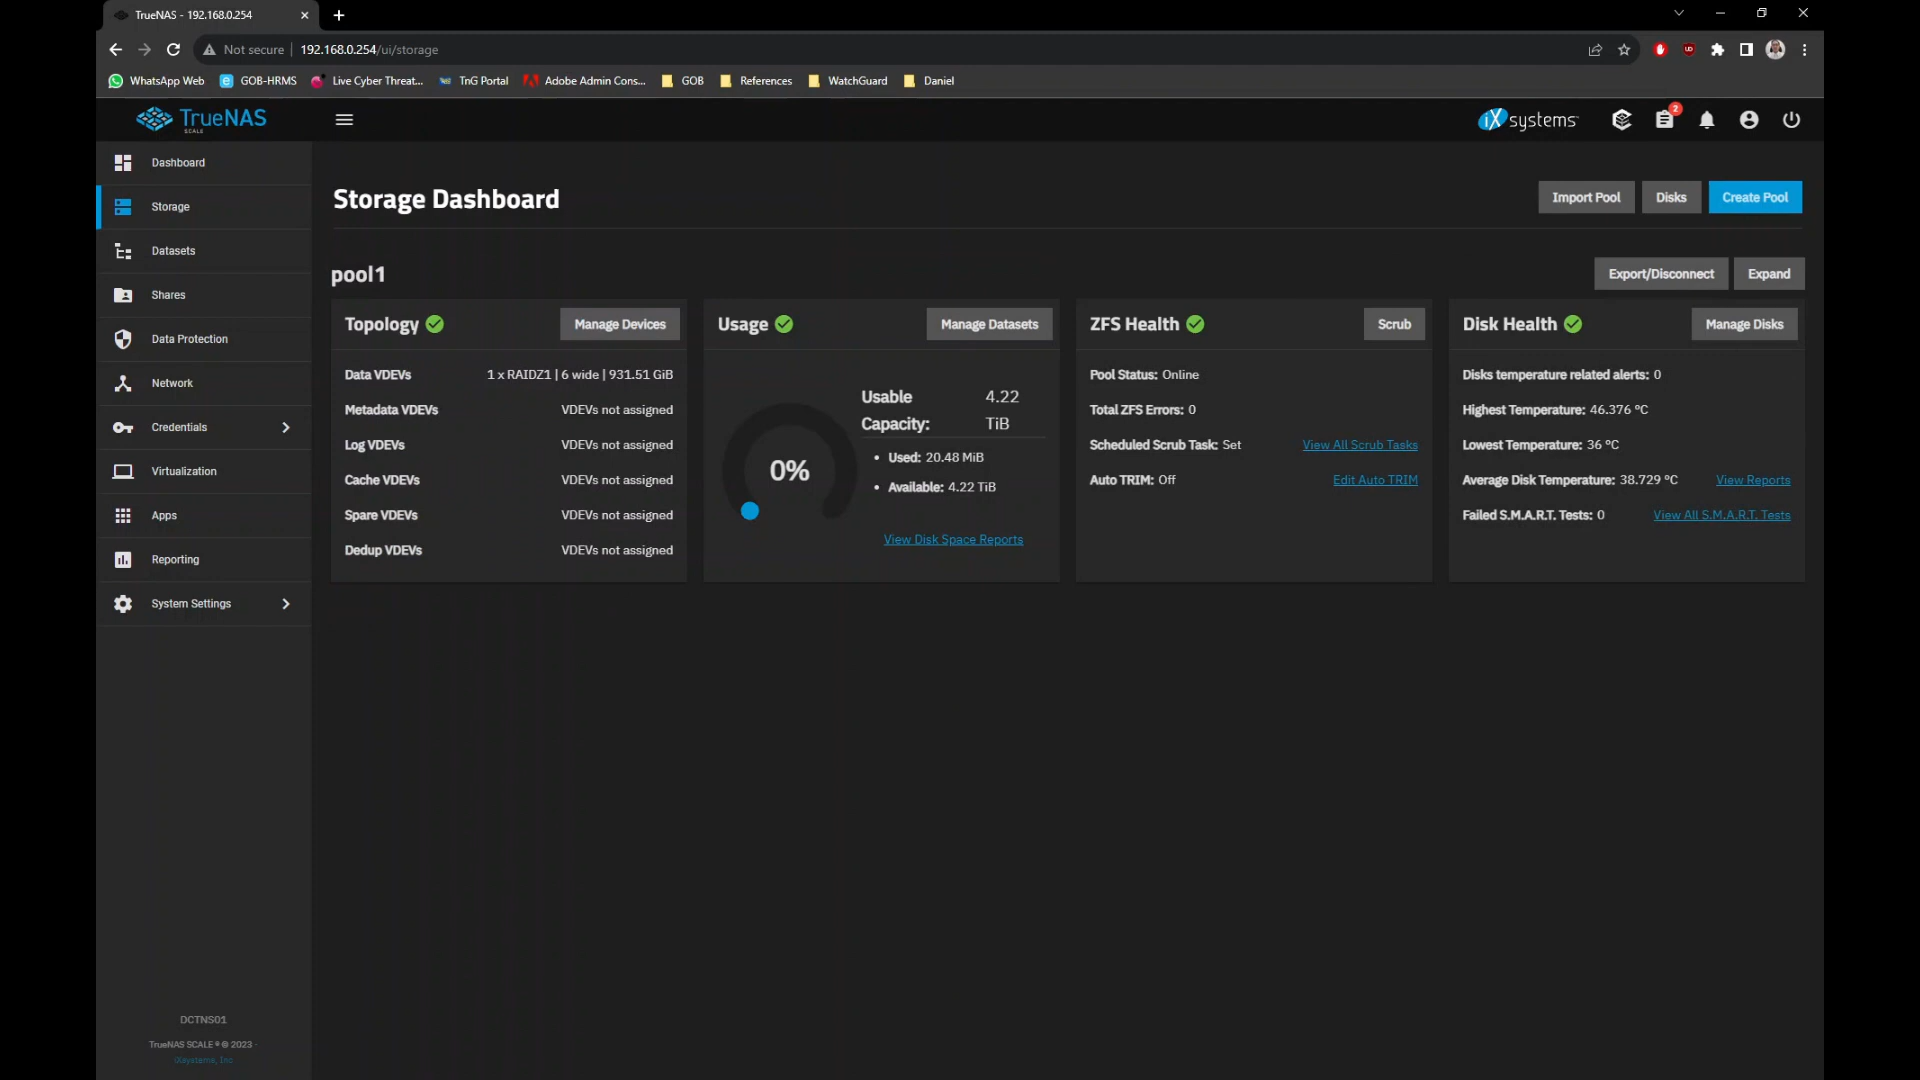 TrueNAS - 192.168.0.254
Not secure 192.168.0.254/ui/storage
WhatsApp Web GOB-HRMS Live Cyber Threat... TnG Portal Adobe Admin Cons... GOB References WatchGuard Daniel
TrueNAS
SCALE
iXsystems
2
Dashboard
Storage
Datasets
Shares
Data Protection
Network
Credentials
Virtualization
Apps
Reporting
System Settings
DCTNS01
TrueNAS SCALE ® © 2023 -
iXsystems, Inc
Storage Dashboard
Import Pool Disks Create Pool
pool1
Export/Disconnect Expand
Topology Manage Devices
Data VDEVs 1 x RAIDZ1 | 6 wide | 931.51 GiB
Metadata VDEVs VDEVs not assigned
Log VDEVs VDEVs not assigned
Cache VDEVs VDEVs not assigned
Spare VDEVs VDEVs not assigned
Dedup VDEVs VDEVs not assigned
Usage Manage Datasets
0%
Usable 4.22
Capacity: TiB
• Used: 20.48 MiB
• Available: 4.22 TiB
View Disk Space Reports
ZFS Health Scrub
Pool Status: Online
Total ZFS Errors: 0
Scheduled Scrub Task: Set View All Scrub Tasks
Auto TRIM: Off Edit Auto TRIM
Disk Health Manage Disks
Disks temperature related alerts: 0
Highest Temperature: 46.376 °C
Lowest Temperature: 36 °C
Average Disk Temperature: 38.729 °C View Reports
Failed S.M.A.R.T. Tests: 0 View All S.M.A.R.T. Tests